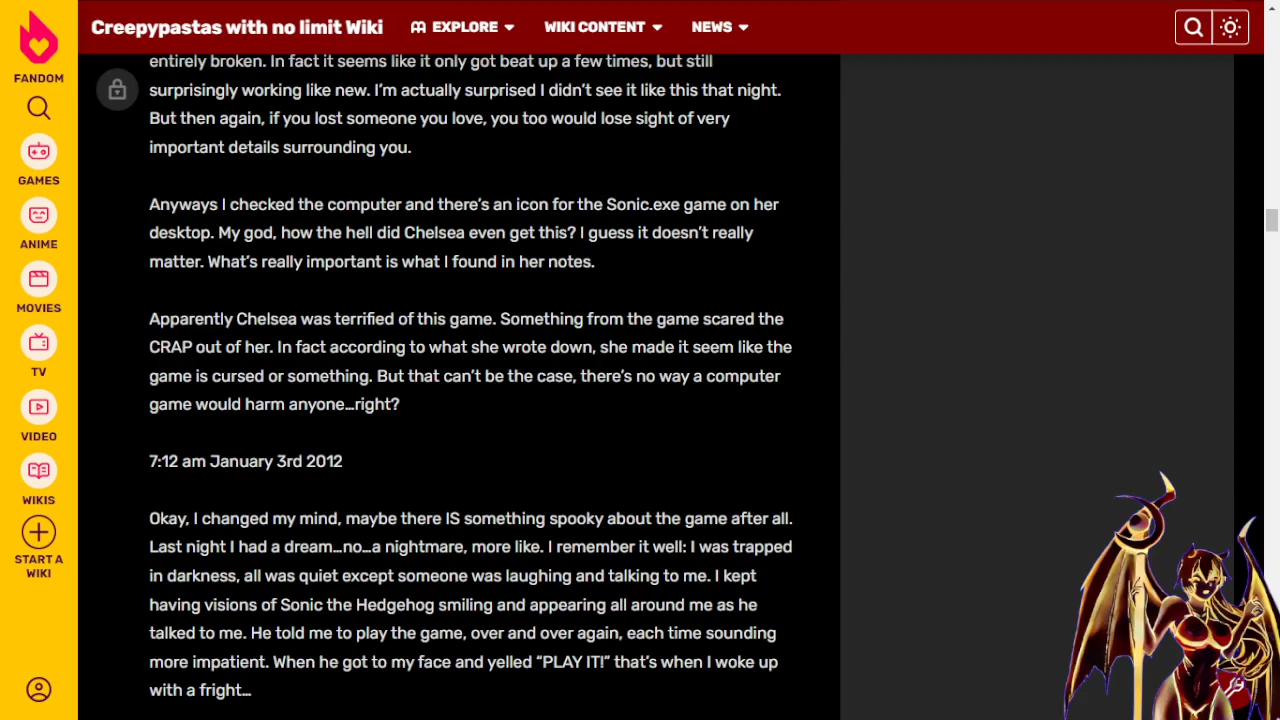 Creepypastas with no limit Wiki
EXPLORE
WIKI CONTENT
NEWS
FANDOM
GAMES
ANIME
MOVIES
TV
VIDEO
WIKIS
START A
WIKI
entirely broken. In fact it seems like it only got beat up a few times, but still
surprisingly working like new. I’m actually surprised I didn’t see it like this that night.
But then again, if you lost someone you love, you too would lose sight of very
important details surrounding you.
Anyways I checked the computer and there’s an icon for the Sonic.exe game on her
desktop. My god, how the hell did Chelsea even get this? I guess it doesn’t really
matter. What’s really important is what I found in her notes.
Apparently Chelsea was terrified of this game. Something from the game scared the
CRAP out of her. In fact according to what she wrote down, she made it seem like the
game is cursed or something. But that can’t be the case, there’s no way a computer
game would harm anyone…right?
7:12 am January 3rd 2012
Okay, I changed my mind, maybe there IS something spooky about the game after all.
Last night I had a dream…no…a nightmare, more like. I remember it well: I was trapped
in darkness, all was quiet except someone was laughing and talking to me. I kept
having visions of Sonic the Hedgehog smiling and appearing all around me as he
talked to me. He told me to play the game, over and over again, each time sounding
more impatient. When he got to my face and yelled “PLAY IT!” that’s when I woke up
with a fright…